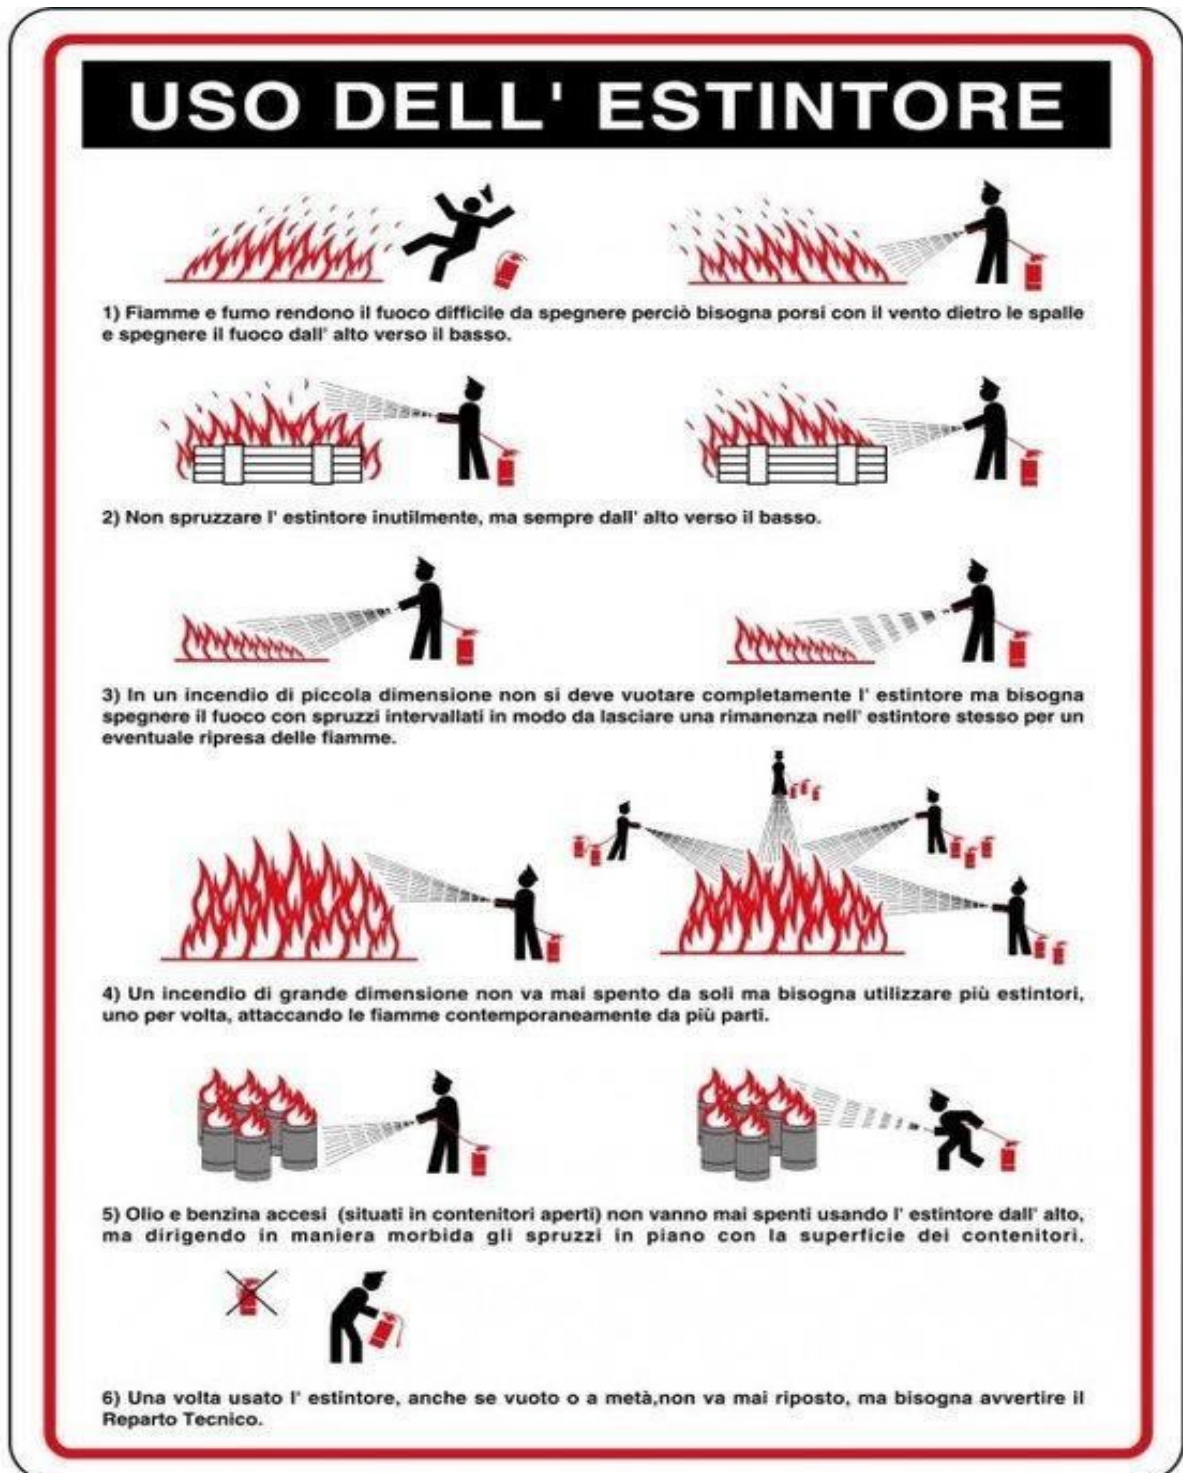 USO DELL' ESTINTORE
1) Fiamme e fumo rendono il fuoco difficile da spegnere perciò bisogna porsi con il vento dietro le spalle
e spegnere il fuoco dall' alto verso il basso.
2) Non spruzzare l' estintore inutilmente, ma sempre dall' alto verso il basso.
3) In un incendio di piccola dimensione non si deve vuotare completamente l' estintore ma bisogna
spegnere il fuoco con spruzzi intervallati in modo da lasciare una rimanenza nell' estintore stesso per un
eventuale ripresa delle fiamme.
4) Un incendio di grande dimensione non va mai spento da soli ma bisogna utilizzare più estintori,
uno per volta, attaccando le fiamme contemporaneamente da più parti.
5) Olio e benzina accesi (situati in contenitori aperti) non vanno mai spenti usando l' estintore dall' alto,
ma dirigendo in maniera morbida gli spruzzi in piano con la superficie dei contenitori.
6) Una volta usato l' estintore, anche se vuoto o a metà,non va mai riposto, ma bisogna avvertire il
Reparto Tecnico.